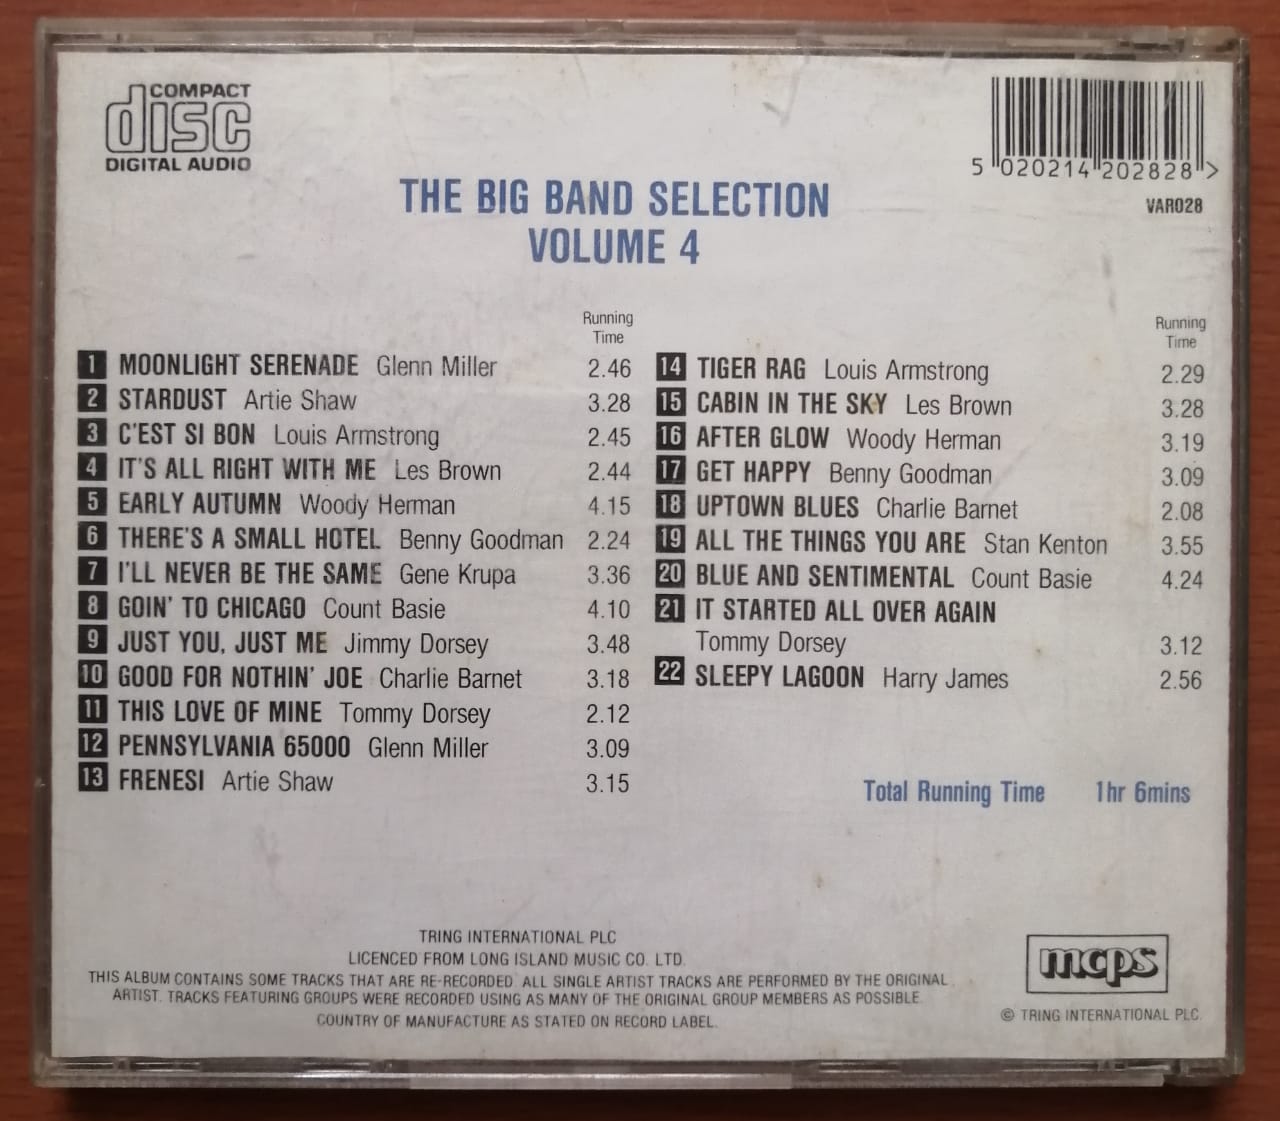 COMPACT
disc
DIGITAL AUDIO
5 020214 202828 >
VAR028
THE BIG BAND SELECTION
VOLUME 4
Running
Time
1 MOONLIGHT SERENADE Glenn Miller 2.46
2 STARDUST Artie Shaw 3.28
3 C'EST SI BON Louis Armstrong 2.45
4 IT'S ALL RIGHT WITH ME Les Brown 2.44
5 EARLY AUTUMN Woody Herman 4.15
6 THERE'S A SMALL HOTEL Benny Goodman 2.24
7 I'LL NEVER BE THE SAME Gene Krupa 3.36
8 GOIN' TO CHICAGO Count Basie 4.10
9 JUST YOU, JUST ME Jimmy Dorsey 3.48
10 GOOD FOR NOTHIN' JOE Charlie Barnet 3.18
11 THIS LOVE OF MINE Tommy Dorsey 2.12
12 PENNSYLVANIA 65000 Glenn Miller 3.09
13 FRENESI Artie Shaw 3.15
Running
Time
14 TIGER RAG Louis Armstrong 2.29
15 CABIN IN THE SKY Les Brown 3.28
16 AFTER GLOW Woody Herman 3.19
17 GET HAPPY Benny Goodman 3.09
18 UPTOWN BLUES Charlie Barnet 2.08
19 ALL THE THINGS YOU ARE Stan Kenton 3.55
20 BLUE AND SENTIMENTAL Count Basie 4.24
21 IT STARTED ALL OVER AGAIN
Tommy Dorsey 3.12
22 SLEEPY LAGOON Harry James 2.56
Total Running Time 1hr 6mins
TRING INTERNATIONAL PLC
LICENCED FROM LONG ISLAND MUSIC CO. LTD.
THIS ALBUM CONTAINS SOME TRACKS THAT ARE RE-RECORDED. ALL SINGLE ARTIST TRACKS ARE PERFORMED BY THE ORIGINAL
ARTIST. TRACKS FEATURING GROUPS WERE RECORDED USING AS MANY OF THE ORIGINAL GROUP MEMBERS AS POSSIBLE.
COUNTRY OF MANUFACTURE AS STATED ON RECORD LABEL.
mcps
© TRING INTERNATIONAL PLC.